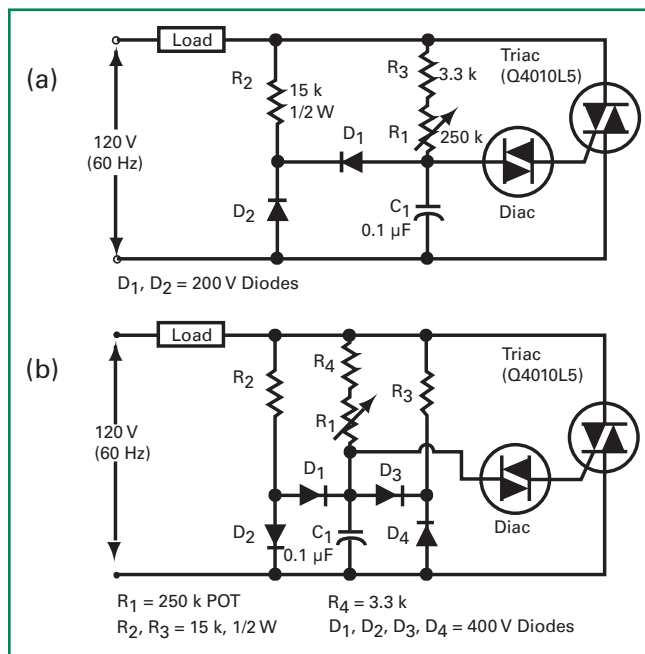 (a)
Load
Triac
(Q4010L5)
R2
15 k
1/2 W
R3
3.3 k
R1
250 k
D1
120 V
(60 Hz)
D2
C1
0.1 µF
Diac
D1, D2 = 200 V Diodes
(b)
Load
Triac
(Q4010L5)
R2
R4
R3
R1
120 V
(60 Hz)
D1
D3
D2
C1
0.1 µF
D4
Diac
R1 = 250 k POT
R4 = 3.3 k
R2, R3 = 15 k, 1/2 W
D1, D2, D3, D4 = 400 V Diodes